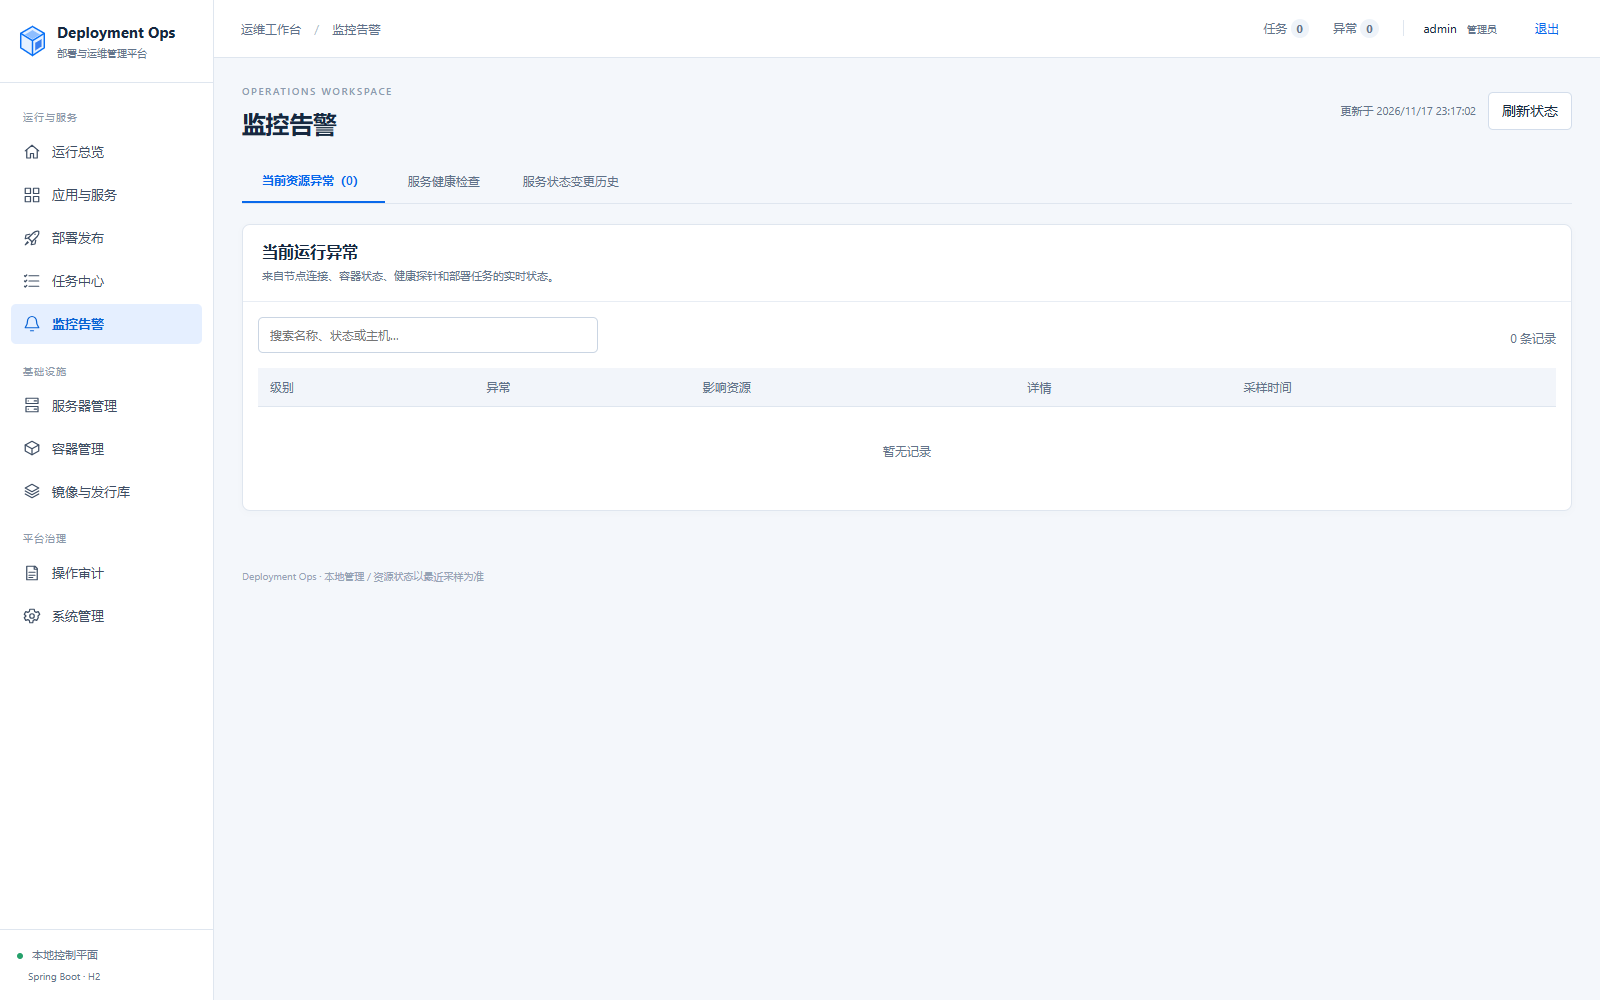 Deployment Ops
部署与运维管理平台
运行与服务
运行总览
应用与服务
部署发布
任务中心
监控告警
基础设施
服务器管理
容器管理
镜像与发行库
平台治理
操作审计
系统管理
本地控制平面
Spring Boot · H2
运维工作台 / 监控告警
任务 0 异常 0 admin 管理员 退出
OPERATIONS WORKSPACE
监控告警
更新于 2026/11/17 23:17:02 刷新状态
当前资源异常 (0) 服务健康检查 服务状态变更历史
当前运行异常
来自节点连接、容器状态、健康探针和部署任务的实时状态。
搜索名称、状态或主机...
0 条记录
级别 异常 影响资源 详情 采样时间
暂无记录
Deployment Ops · 本地管理 / 资源状态以最近采样为准